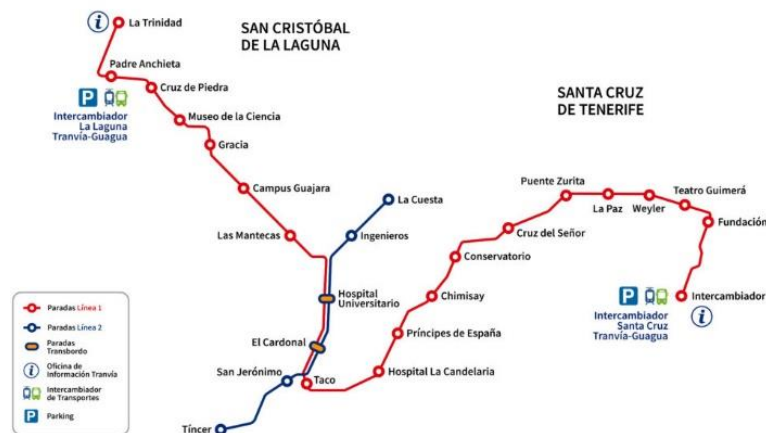 SAN CRISTÓBAL
DE LA LAGUNA
i
La Trinidad
Padre Anchieta
P
Intercambiador
La Laguna
Tranvía-Guagua
Cruz de Piedra
Museo de la Ciencia
Gracia
Campus Guajara
Las Mantecas
La Cuesta
Ingenieros
Hospital
Universitario
El Cardonal
San Jerónimo
Tíncer
Taco
Hospital La Candelaria
Príncipes de España
Chimisay
Conservatorio
Cruz del Señor
SANTA CRUZ
DE TENERIFE
Puente Zurita
La Paz
Weyler
Teatro Guimerá
Fundación
Intercambiador
P
Intercambiador
Santa Cruz
Tranvía-Guagua
i
Paradas Línea 1
Paradas Línea 2
Paradas
Transbordo
i
Oficina de
Información Tranvía
Intercambiador
de Transportes
P
Parking